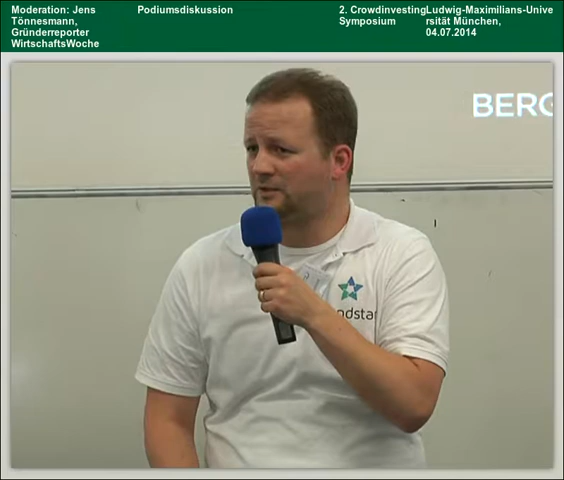 Moderation: Jens
Tönnesmann,
Gründerreporter
WirtschaftsWoche
Podiumsdiskussion
2. Crowdinvesting
Symposium
Ludwig-Maximilians-Unive
rsität München,
04.07.2014
BERG
ndstar